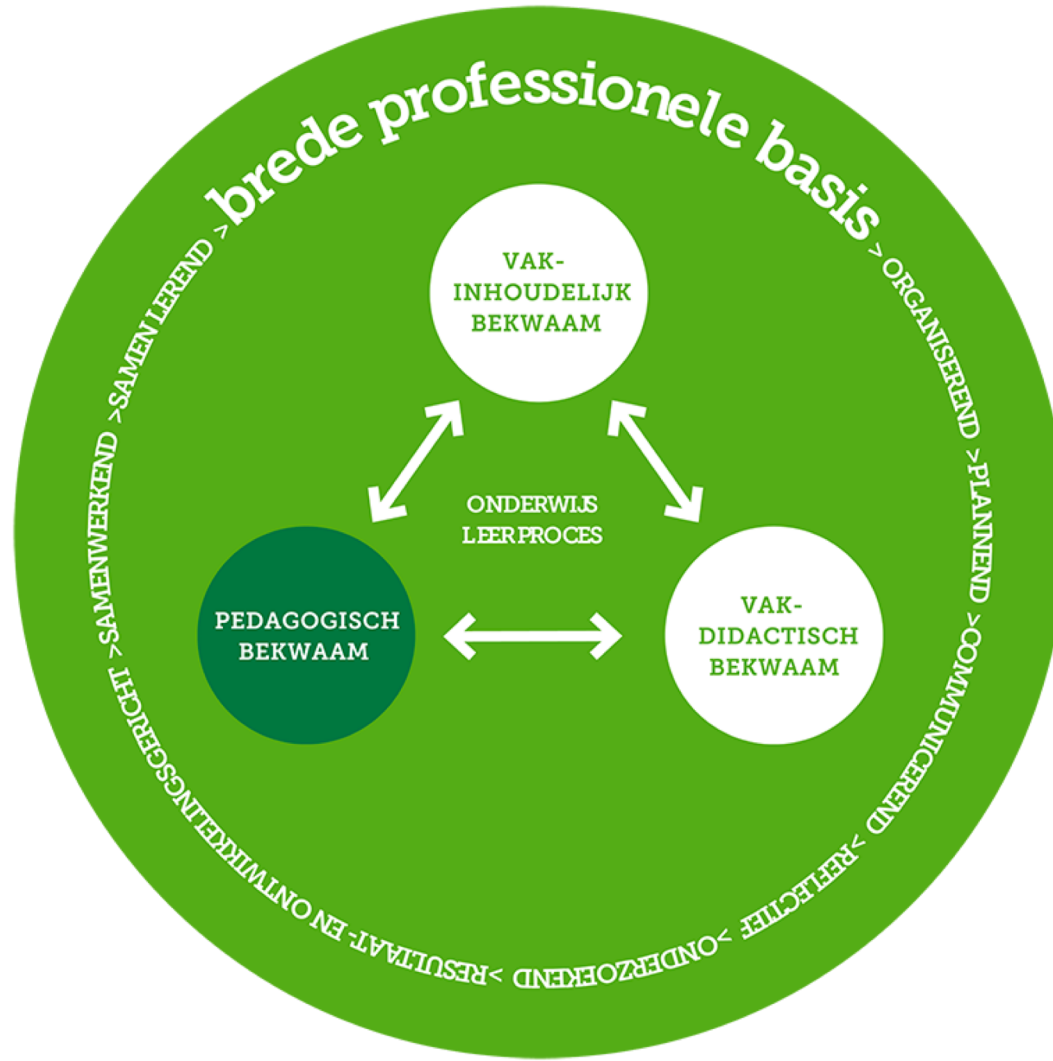 brede professionele basis
> ORGANISEREND >PLANNEND >COMMUNICEREND >REFLECTIEF >ONDERZOEKEND >RESULTAAT- EN ONTWIKKELINGSGERICHT >SAMENWERKEND >SAMEN LEREND >
VAK-
INHOUDELIJK
BEKWAAM
ONDERWIJS
LEERPROCES
PEDAGOGISCH
BEKWAAM
VAK-
DIDACTISCH
BEKWAAM